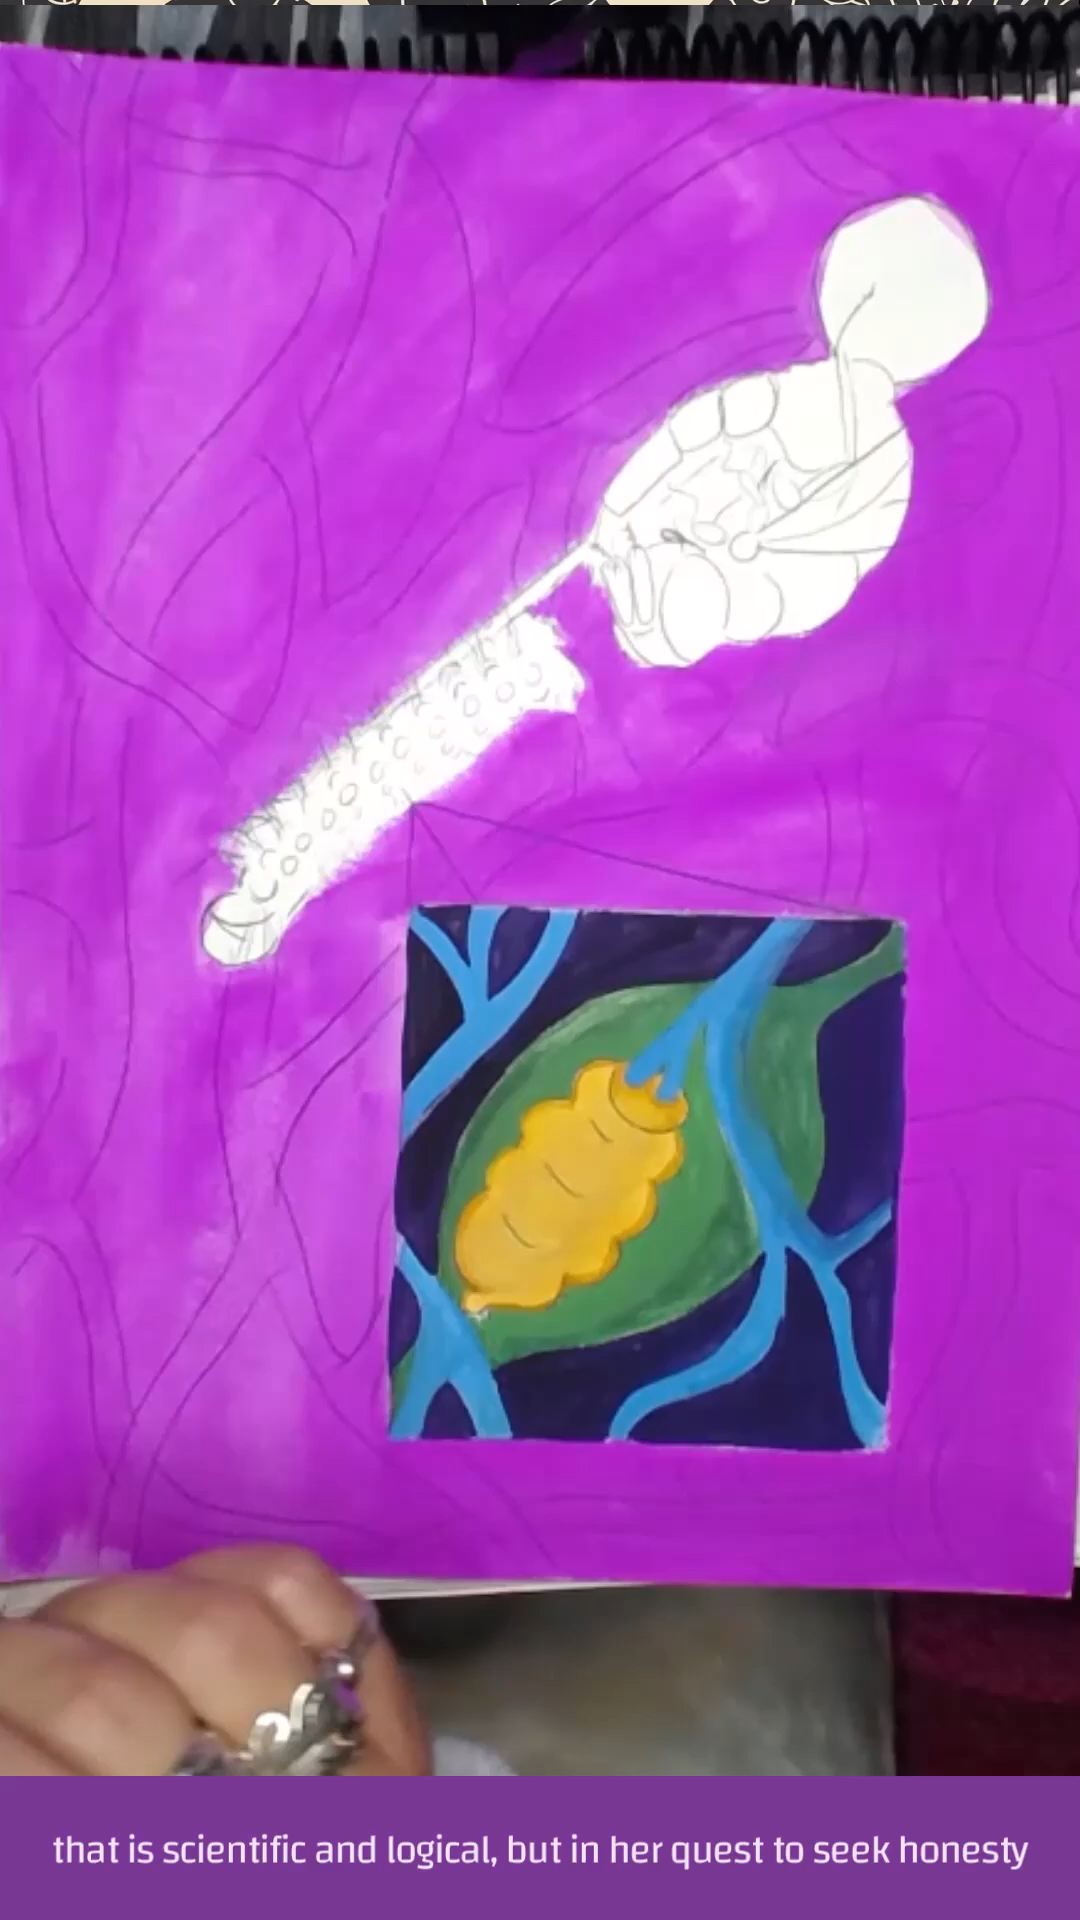 that is scientific and logical, but in her quest to seek honesty